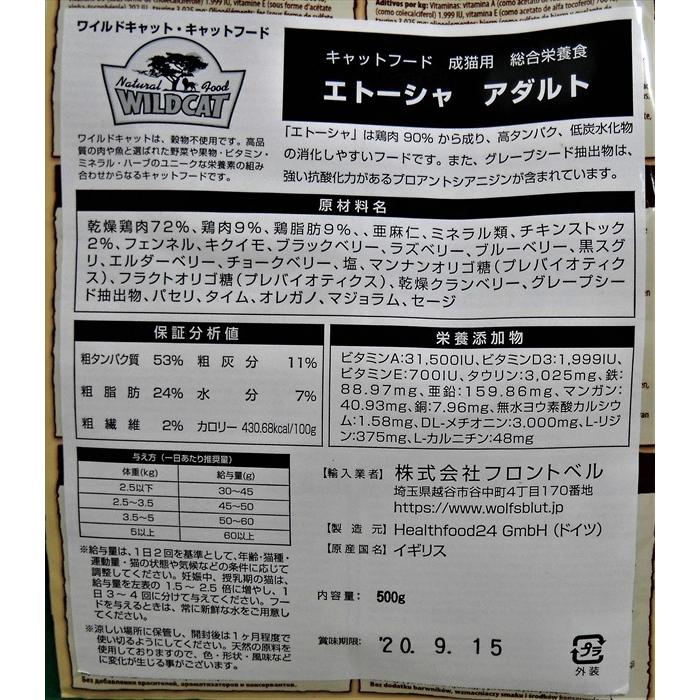 (como colecalciferol) 1.999 IU, vitamina E
Aditivos por kg: Vitaminas: vitamina A
ワイルドキャット・キャットフード
Natural Food
WILDCAT
キャットフード 成猫用 総合栄養食
エトーシャ アダルト
ワイルドキャットは、穀物不使用です。高品
質の肉や魚と選ばれた野菜や果物・ビタミン・
ミネラル・ハーブのユニークな栄養素の組み
合わせからなるキャットフードです。
「エトーシャ」は鶏肉 90% から成り、高タンパク、低炭水化物
の消化しやすいフードです。また、グレープシード抽出物は、
強い抗酸化力があるプロアントシアニジンが含まれています。
原材料名
乾燥鶏肉72%、鶏肉9%、鶏脂肪9%、、亜麻仁、ミネラル類、チキンストック
2%、フェンネル、キクイモ、ブラックベリー、ラズベリー、ブルーベリー、黒スグ
リ、エルダーベリー、チョークベリー、塩、マンナンオリゴ糖（プレバイオティク
ス）、フラクトオリゴ糖（プレバイオティクス）、乾燥クランベリー、グレープシー
ド抽出物、パセリ、タイム、オレガノ、マジョラム、セージ
保証分析値
粗タンパク質 53% 粗灰分 11%
粗脂肪 24% 水分 7%
粗繊維 2% カロリー 430.68kcal/100g
栄養添加物
ビタミンA:31,500IU、ビタミンD3:1,999IU、
ビタミンE:700IU、タウリン:3,025mg、鉄:
88.97mg、亜鉛:159.86mg、マンガン:
40.93mg、銅:7.96mg、無水ヨウ素酸カルシウ
ム:1.58mg、DL-メチオニン:3.000mg、L-リジ
ン:375mg、L-カルニチン:48mg
与え方（一日あたり推奨量）
体重(kg) 給与量(g)
2.5以下 30〜45
2.5〜3.5 45〜50
3.5〜5 50〜60
5以上 60以上
※給与量は、1日2回を基準として、年齢・猫種・
運動量・猫の状態や気候などの条件に応じて
調整してください。妊娠中、授乳期の猫は、
給与量を左表の 1.5〜 2.5 倍に増やし、1
日 3〜 4 回に分けて与えてください。フー
ドを与えるときは、常に新鮮な水をご用意し
てください。
※涼しい場所に保管し、開封後は1ヶ月程度で
使い切るようにしてください。天然の原料を
使用しておりますので、色・形状・風味など
に変化が生じる事がございます。
【輸入業者】 株式会社フロントベル
埼玉県越谷市谷中町4丁目170番地
https://www.wolfsblut.jp
【製造元】 Healthfood24 GmbH（ドイツ）
【原産国名】イギリス
内容量: 500g
賞味期限: '20. 9. 15
プラ
外装